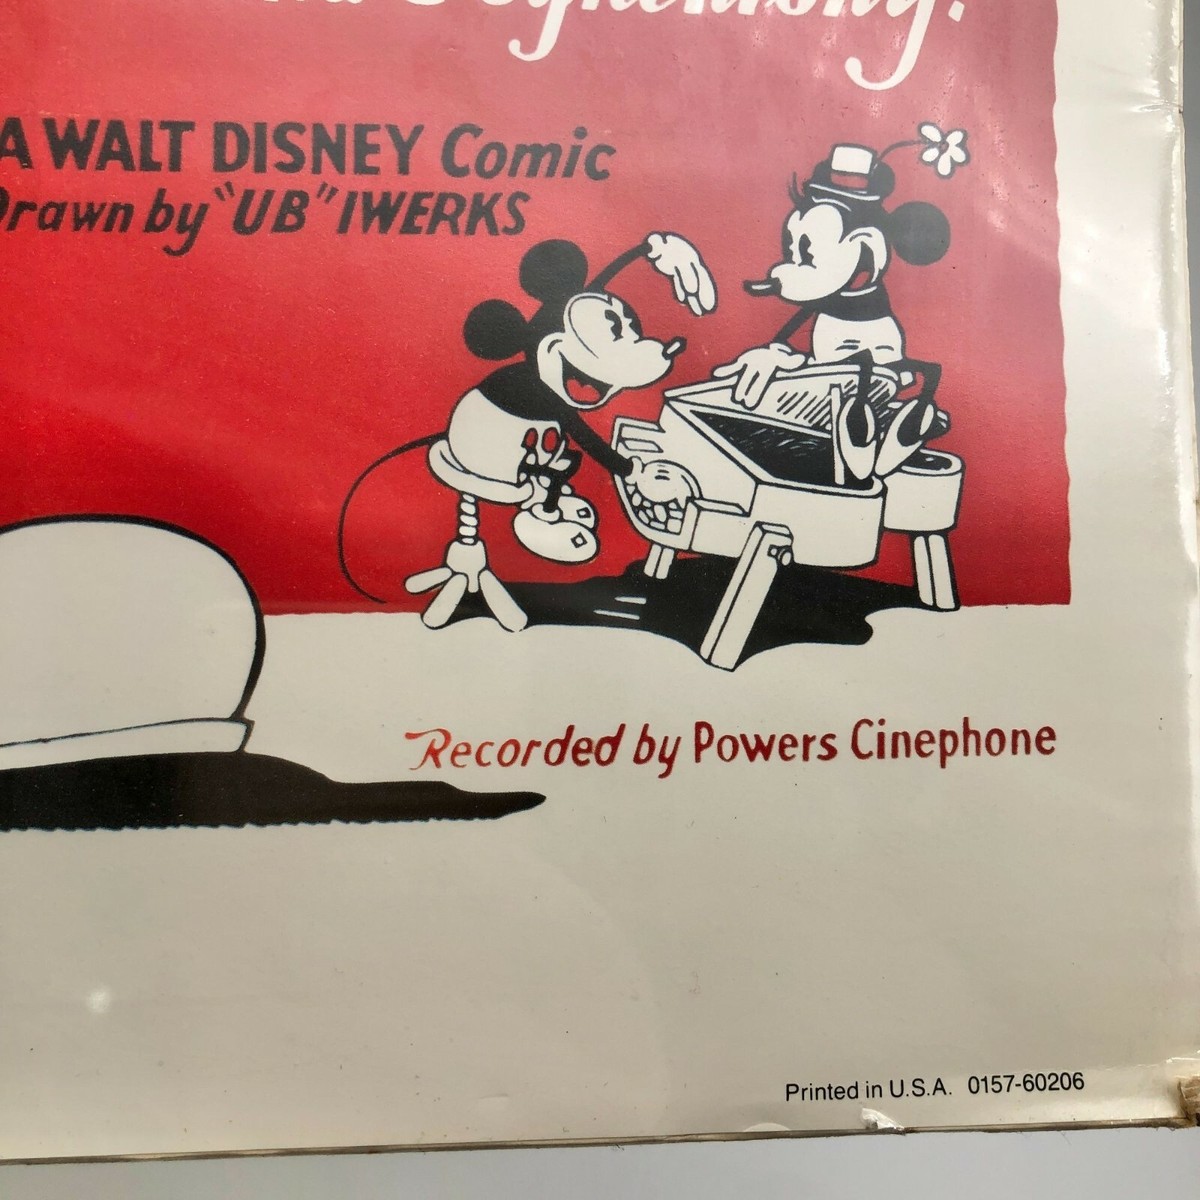 A WALT DISNEY Comic
Drawn by "UB" IWERKS
Recorded by Powers Cinephone
Printed in U.S.A. 0157-60206